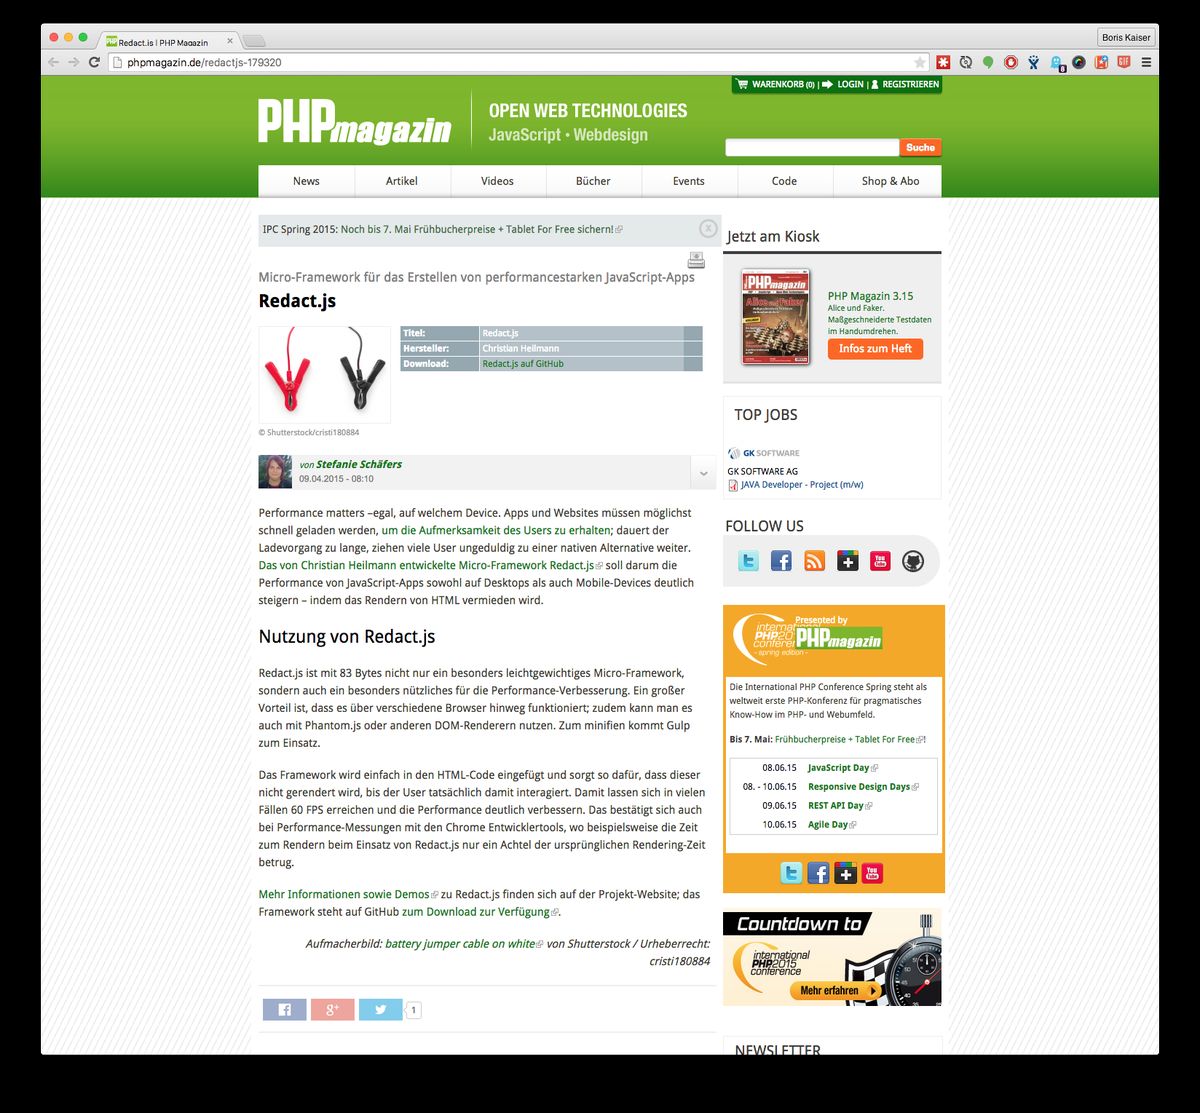 Redact.js | PHP Magazin
Boris Kaiser
phpmagazin.de/redactjs-179320
WARENKORB (0) | LOGIN | REGISTRIEREN
PHPmagazin
OPEN WEB TECHNOLOGIES
JavaScript • Webdesign
Suche
News Artikel Videos Bücher Events Code Shop & Abo
IPC Spring 2015: Noch bis 7. Mai Frühbucherpreise + Tablet For Free sichern!
Micro-Framework für das Erstellen von performancestarken JavaScript-Apps
Redact.js
Titel: Redact.js
Hersteller: Christian Heilmann
Download: Redact.js auf GitHub
© Shutterstock/cristi180884
von Stefanie Schäfers
09.04.2015 - 08:10
Performance matters –egal, auf welchem Device. Apps und Websites müssen möglichst
schnell geladen werden, um die Aufmerksamkeit des Users zu erhalten; dauert der
Ladevorgang zu lange, ziehen viele User ungeduldig zu einer nativen Alternative weiter.
Das von Christian Heilmann entwickelte Micro-Framework Redact.js soll darum die
Performance von JavaScript-Apps sowohl auf Desktops als auch Mobile-Devices deutlich
steigern – indem das Rendern von HTML vermieden wird.
Nutzung von Redact.js
Redact.js ist mit 83 Bytes nicht nur ein besonders leichtgewichtiges Micro-Framework,
sondern auch ein besonders nützliches für die Performance-Verbesserung. Ein großer
Vorteil ist, dass es über verschiedene Browser hinweg funktioniert; zudem kann man es
auch mit Phantom.js oder anderen DOM-Renderern nutzen. Zum minifien kommt Gulp
zum Einsatz.
Das Framework wird einfach in den HTML-Code eingefügt und sorgt so dafür, dass dieser
nicht gerendert wird, bis der User tatsächlich damit interagiert. Damit lassen sich in vielen
Fällen 60 FPS erreichen und die Performance deutlich verbessern. Das bestätigt sich auch
bei Performance-Messungen mit den Chrome Entwicklertools, wo beispielsweise die Zeit
zum Rendern beim Einsatz von Redact.js nur ein Achtel der ursprünglichen Rendering-Zeit
betrug.
Mehr Informationen sowie Demos zu Redact.js finden sich auf der Projekt-Website; das
Framework steht auf GitHub zum Download zur Verfügung.
Aufmacherbild: battery jumper cable on white von Shutterstock / Urheberrecht:
cristi180884
1
Jetzt am Kiosk
PHPmagazin
Alice und Faker
PHP Magazin 3.15
Alice und Faker.
Maßgeschneiderte Testdaten
im Handumdrehen.
Infos zum Heft
TOP JOBS
GK SOFTWARE
GK SOFTWARE AG
JAVA Developer - Project (m/w)
FOLLOW US
Presented by
PHPmagazin
international
PHP20
conference
- spring edition -
Die International PHP Conference Spring steht als
weltweit erste PHP-Konferenz für pragmatisches
Know-How im PHP- und Webumfeld.
Bis 7. Mai: Frühbucherpreise + Tablet For Free!
08.06.15 JavaScript Day
08. - 10.06.15 Responsive Design Days
09.06.15 REST API Day
10.06.15 Agile Day
Countdown to
international
PHP2015
conference
Mehr erfahren
NEWSLETTER